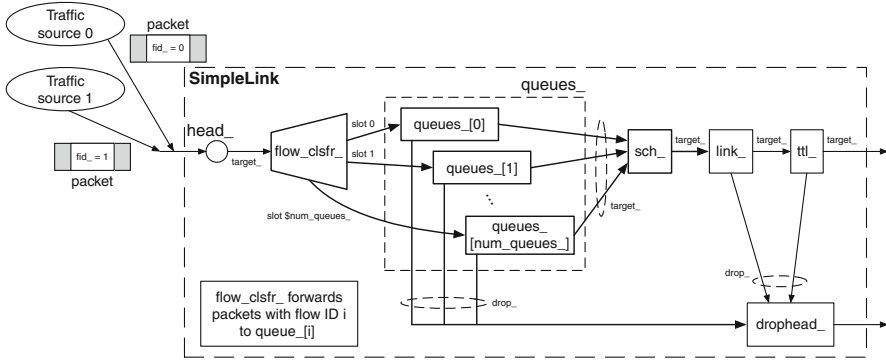 Traffic
source 0
packet
fid_ = 0
Traffic
source 1
fid_ = 1
packet
SimpleLink
head_
target_
flow_clsfr_
slot 0
slot 1
slot $num_queues_
queues_
queues_[0]
queues_[1]
...
queues_
[num_queues_]
target_
sch_
target_
link_
target_
ttl_
target_
drop_
drop_
drophead_
flow_clsfr_ forwards
packets with flow ID i
to queue_[i]